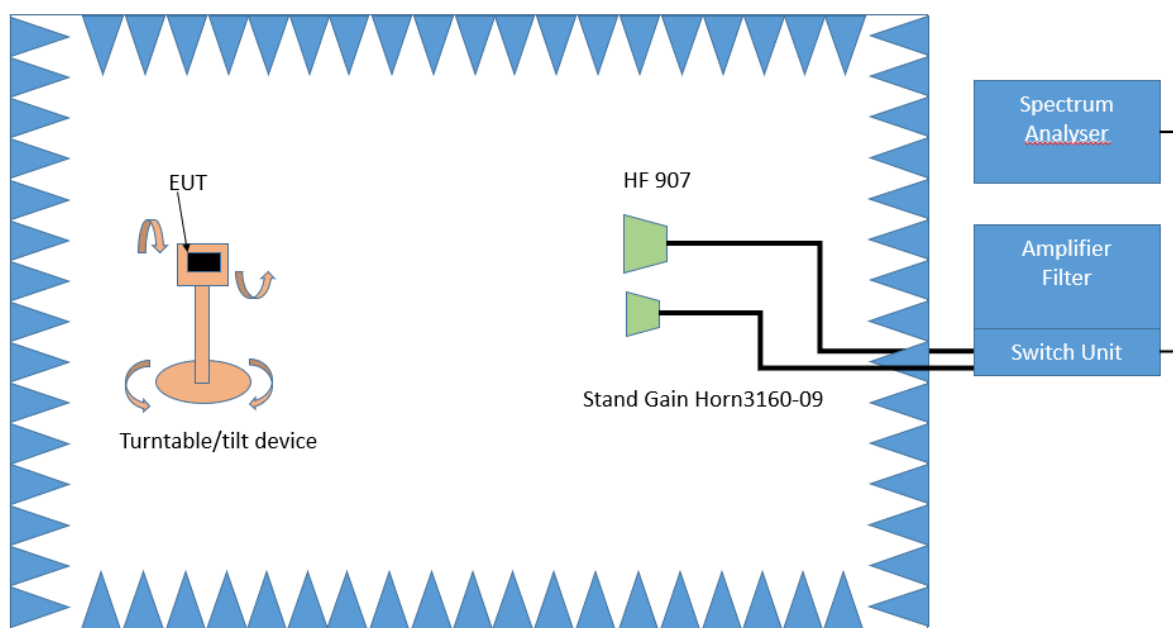 Spectrum
Analyser
EUT
HF 907
Amplifier
Filter
Switch Unit
Stand Gain Horn3160-09
Turntable/tilt device